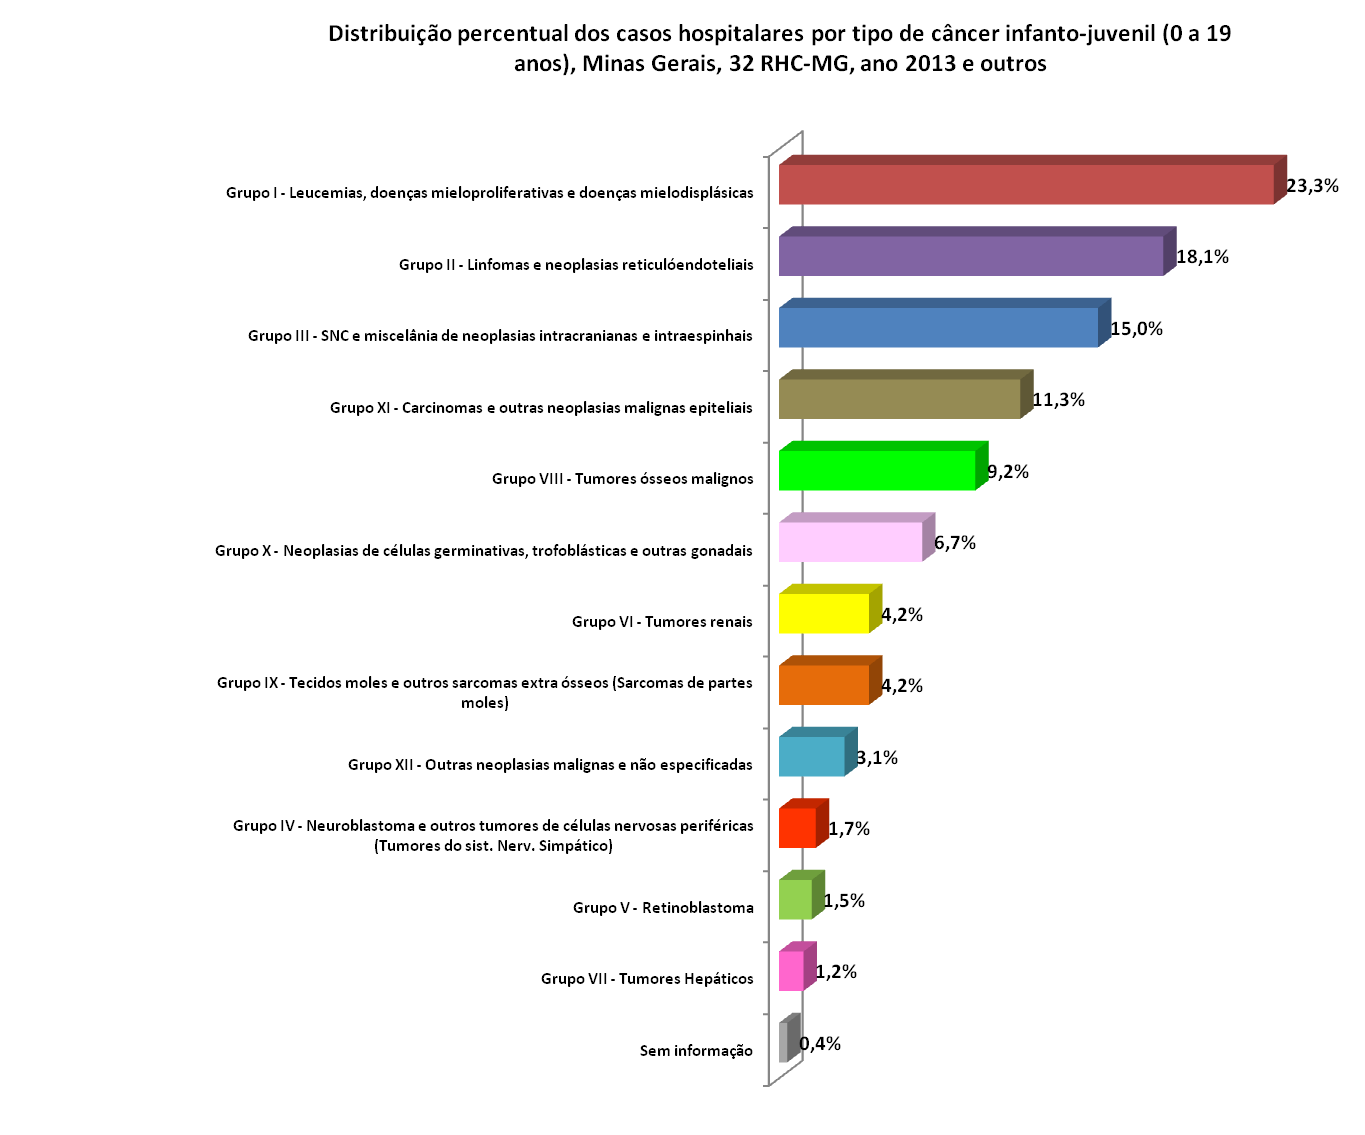 Distribuição percentual dos casos hospitalares por tipo de câncer infanto-juvenil (0 a 19
anos), Minas Gerais, 32 RHC-MG, ano 2013 e outros
Grupo I - Leucemias, doenças mieloproliferativas e doenças mielodisplásicas
23,3%
Grupo II - Linfomas e neoplasias reticulóendoteliais
18,1%
Grupo III - SNC e miscelânia de neoplasias intracranianas e intraespinhais
15,0%
Grupo XI - Carcinomas e outras neoplasias malignas epiteliais
11,3%
Grupo VIII - Tumores ósseos malignos
9,2%
Grupo X - Neoplasias de células germinativas, trofoblásticas e outras gonadais
6,7%
Grupo VI - Tumores renais
4,2%
Grupo IX - Tecidos moles e outros sarcomas extra ósseos (Sarcomas de partes
moles)
4,2%
Grupo XII - Outras neoplasias malignas e não especificadas
3,1%
Grupo IV - Neuroblastoma e outros tumores de células nervosas periféricas
(Tumores do sist. Nerv. Simpático)
1,7%
Grupo V - Retinoblastoma
1,5%
Grupo VII - Tumores Hepáticos
1,2%
Sem informação
0,4%